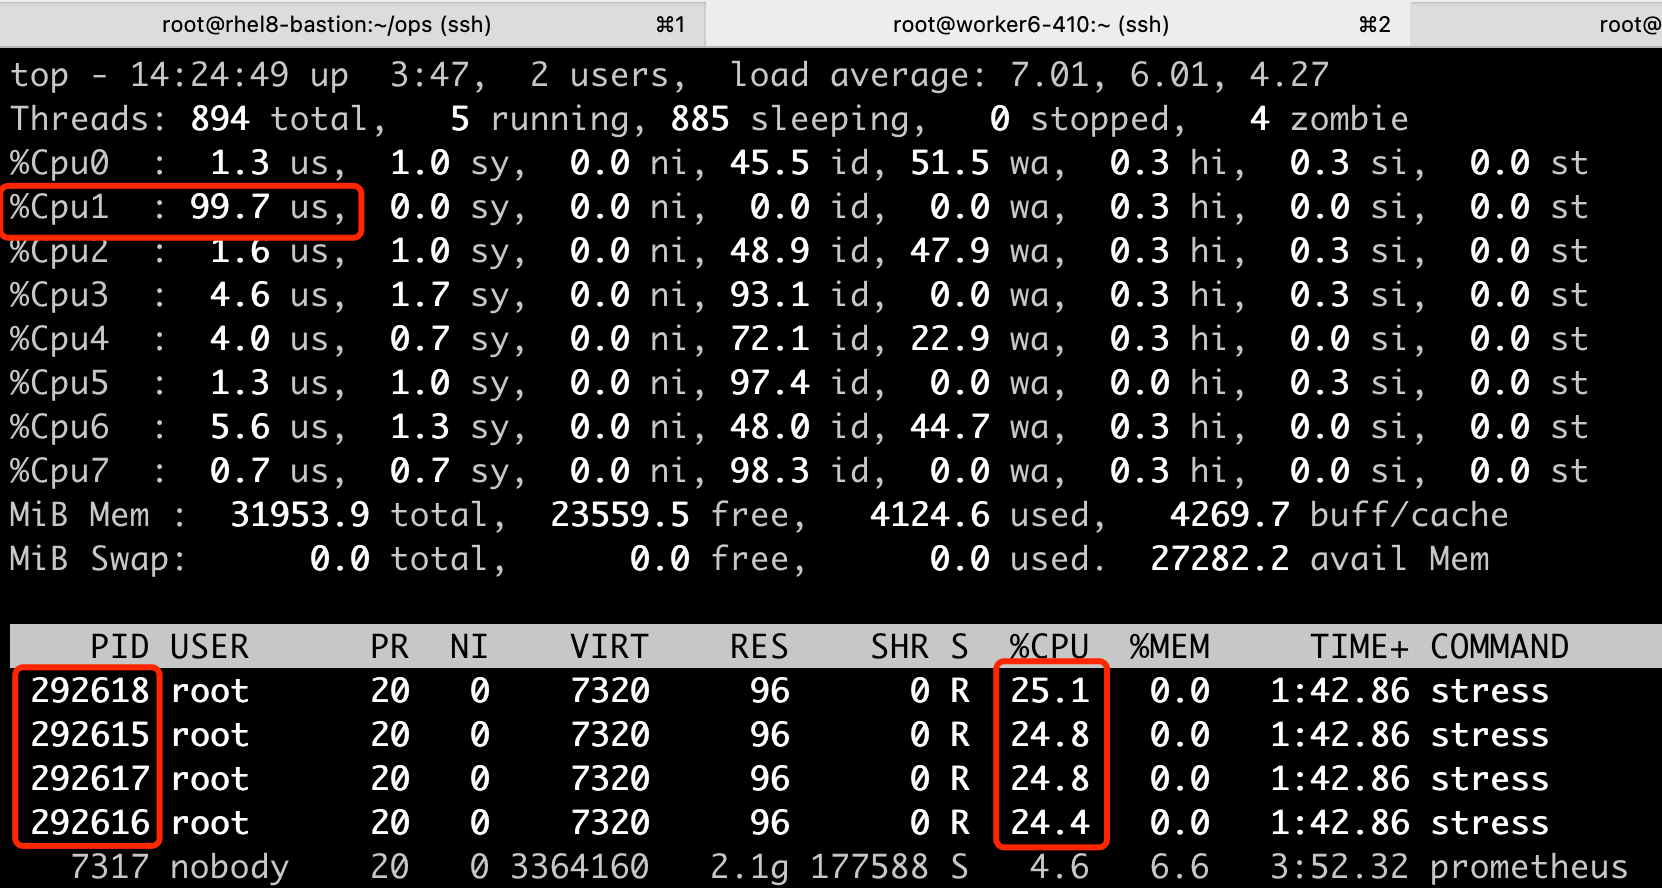 root@rhel8-bastion:~/ops (ssh) ⌘1 root@worker6-410:~ (ssh) ⌘2 root@
top - 14:24:49 up  3:47,  2 users,  load average: 7.01, 6.01, 4.27
Threads: 894 total,   5 running, 885 sleeping,   0 stopped,   4 zombie
%Cpu0  :  1.3 us,  1.0 sy,  0.0 ni, 45.5 id, 51.5 wa,  0.3 hi,  0.3 si,  0.0 st
%Cpu1  : 99.7 us,  0.0 sy,  0.0 ni,  0.0 id,  0.0 wa,  0.3 hi,  0.0 si,  0.0 st
%Cpu2  :  1.6 us,  1.0 sy,  0.0 ni, 48.9 id, 47.9 wa,  0.3 hi,  0.3 si,  0.0 st
%Cpu3  :  4.6 us,  1.7 sy,  0.0 ni, 93.1 id,  0.0 wa,  0.3 hi,  0.3 si,  0.0 st
%Cpu4  :  4.0 us,  0.7 sy,  0.0 ni, 72.1 id, 22.9 wa,  0.3 hi,  0.0 si,  0.0 st
%Cpu5  :  1.3 us,  1.0 sy,  0.0 ni, 97.4 id,  0.0 wa,  0.0 hi,  0.3 si,  0.0 st
%Cpu6  :  5.6 us,  1.3 sy,  0.0 ni, 48.0 id, 44.7 wa,  0.3 hi,  0.0 si,  0.0 st
%Cpu7  :  0.7 us,  0.7 sy,  0.0 ni, 98.3 id,  0.0 wa,  0.3 hi,  0.0 si,  0.0 st
MiB Mem :  31953.9 total,  23559.5 free,   4124.6 used,   4269.7 buff/cache
MiB Swap:      0.0 total,      0.0 free,      0.0 used.  27282.2 avail Mem
PID USER PR NI VIRT RES SHR S %CPU %MEM TIME+ COMMAND
292618 root 20 0 7320 96 0 R 25.1 0.0 1:42.86 stress
292615 root 20 0 7320 96 0 R 24.8 0.0 1:42.86 stress
292617 root 20 0 7320 96 0 R 24.8 0.0 1:42.86 stress
292616 root 20 0 7320 96 0 R 24.4 0.0 1:42.86 stress
7317 nobody 20 0 3364160 2.1g 177588 S 4.6 6.6 3:52.32 prometheus